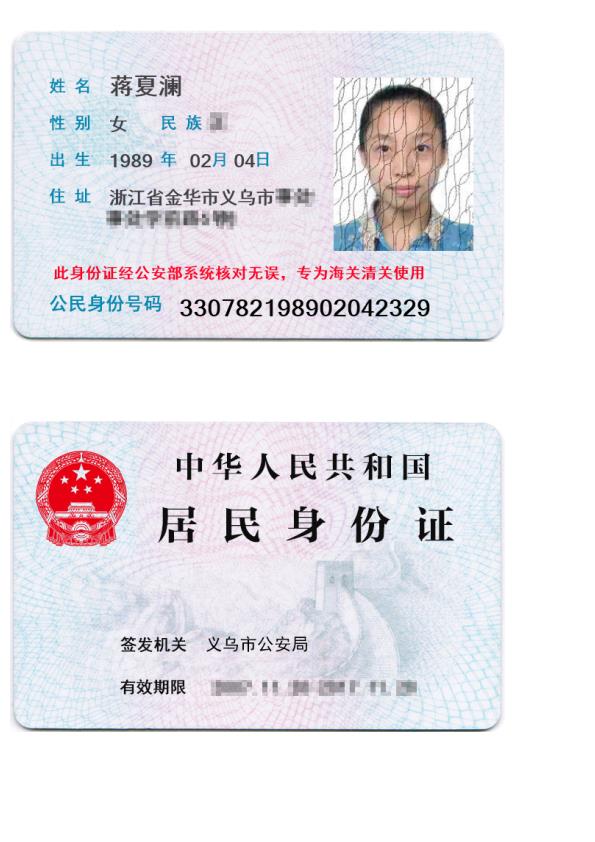 姓名 蒋夏澜
性别 女 民族
出生 1989 年 02月 04日
住址 浙江省金华市义乌市
此身份证经公安部系统核对无误，专为海关清关使用
公民身份号码 330782198902042329
中华人民共和国
居民身份证
签发机关 义乌市公安局
有效期限